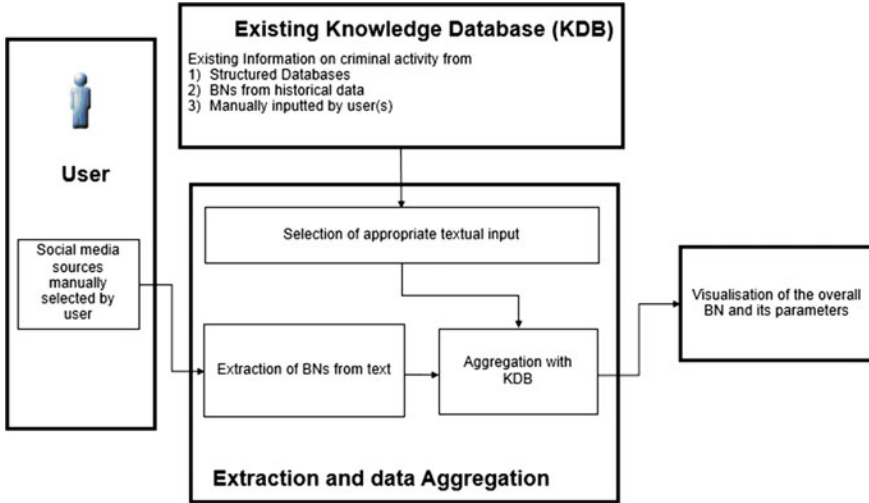 Existing Knowledge Database (KDB)
Existing Information on criminal activity from
1) Structured Databases
2) BNs from historical data
3) Manually inputted by user(s)
User
Social media
sources
manually
selected by
user
Selection of appropriate textual input
Extraction of BNs from text
Aggregation with
KDB
Extraction and data Aggregation
Visualisation of the overall
BN and its parameters